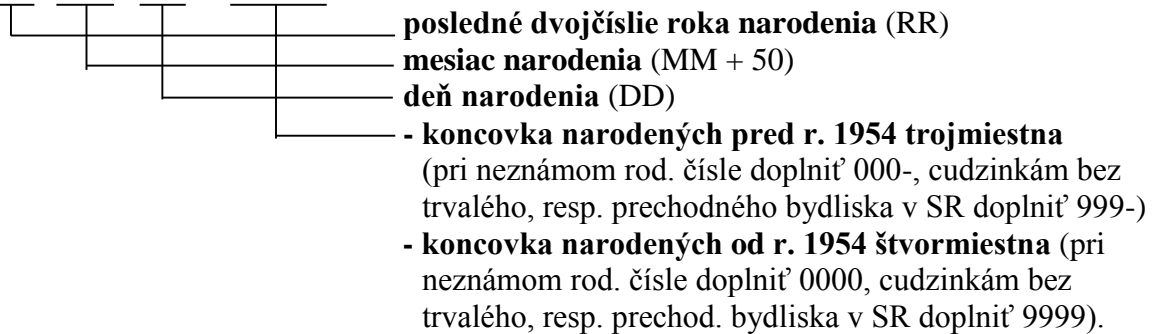 posledné dvojčíslie roka narodenia (RR)
mesiac narodenia (MM + 50)
deň narodenia (DD)
- koncovka narodených pred r. 1954 trojmiestna
(pri neznámom rod. čísle doplniť 000-, cudzinkám bez
trvalého, resp. prechodného bydliska v SR doplniť 999-)
- koncovka narodených od r. 1954 štvormiestna (pri
neznámom rod. čísle doplniť 0000, cudzinkám bez
trvalého, resp. prechod. bydliska v SR doplniť 9999).